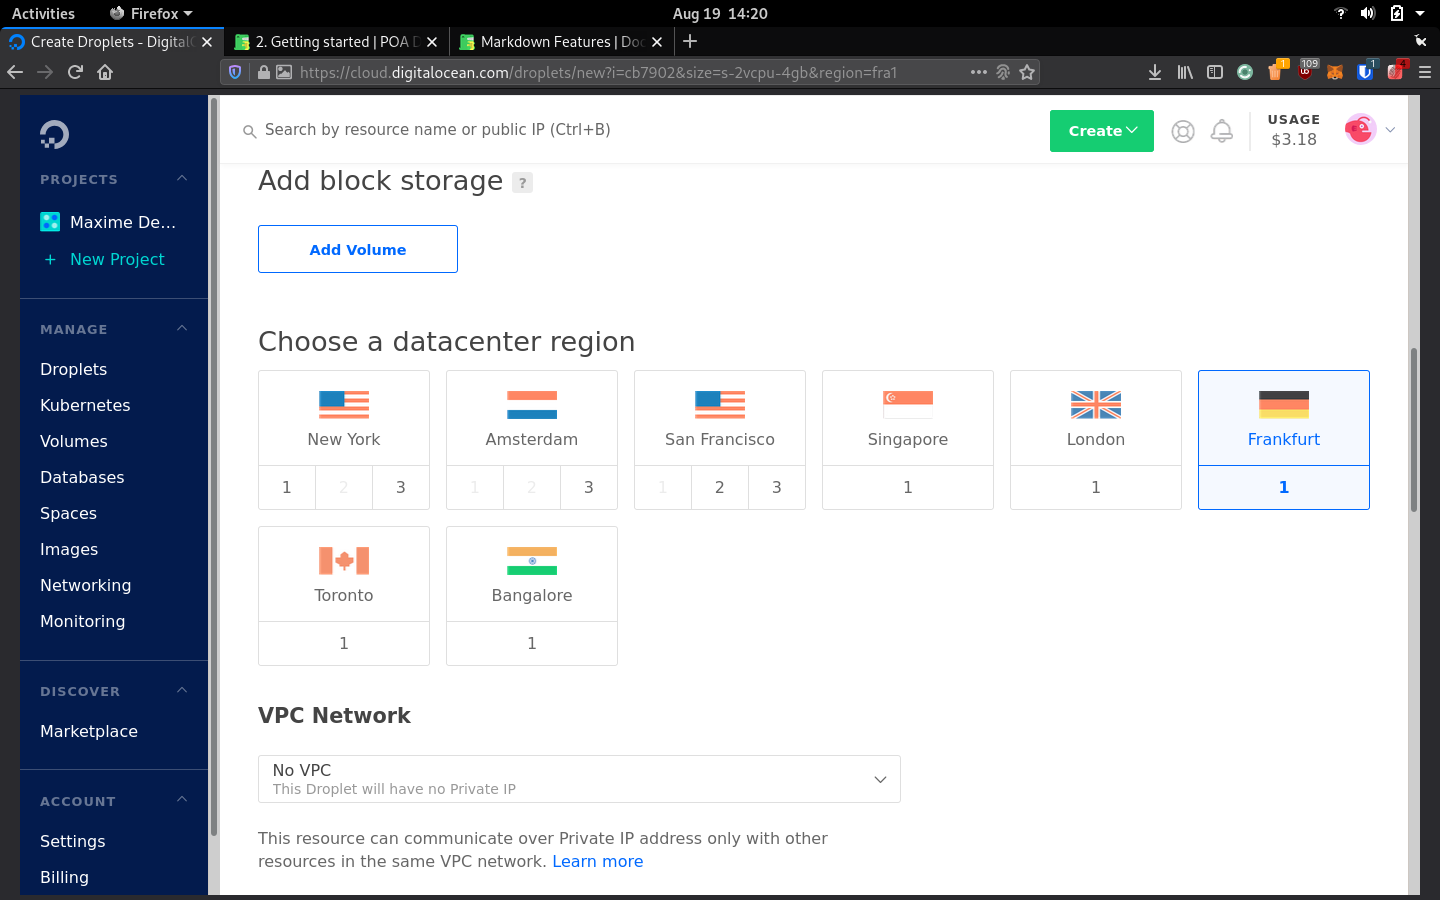 Activities
Firefox
Aug 19 14:20
Create Droplets - Digital
2. Getting started | POA D
Markdown Features | Doc
https://cloud.digitalocean.com/droplets/new?i=cb7902&size=s-2vcpu-4gb&region=fra1
1
109
1
4
Search by resource name or public IP (Ctrl+B)
Create
USAGE
$3.18
PROJECTS
Maxime De...
+ New Project
MANAGE
Droplets
Kubernetes
Volumes
Databases
Spaces
Images
Networking
Monitoring
DISCOVER
Marketplace
ACCOUNT
Settings
Billing
Add block storage ?
Add Volume
Choose a datacenter region
New York
1 2 3
Amsterdam
1 2 3
San Francisco
1 2 3
Singapore
1
London
1
Frankfurt
1
Toronto
1
Bangalore
1
VPC Network
No VPC
This Droplet will have no Private IP
This resource can communicate over Private IP address only with other
resources in the same VPC network. Learn more